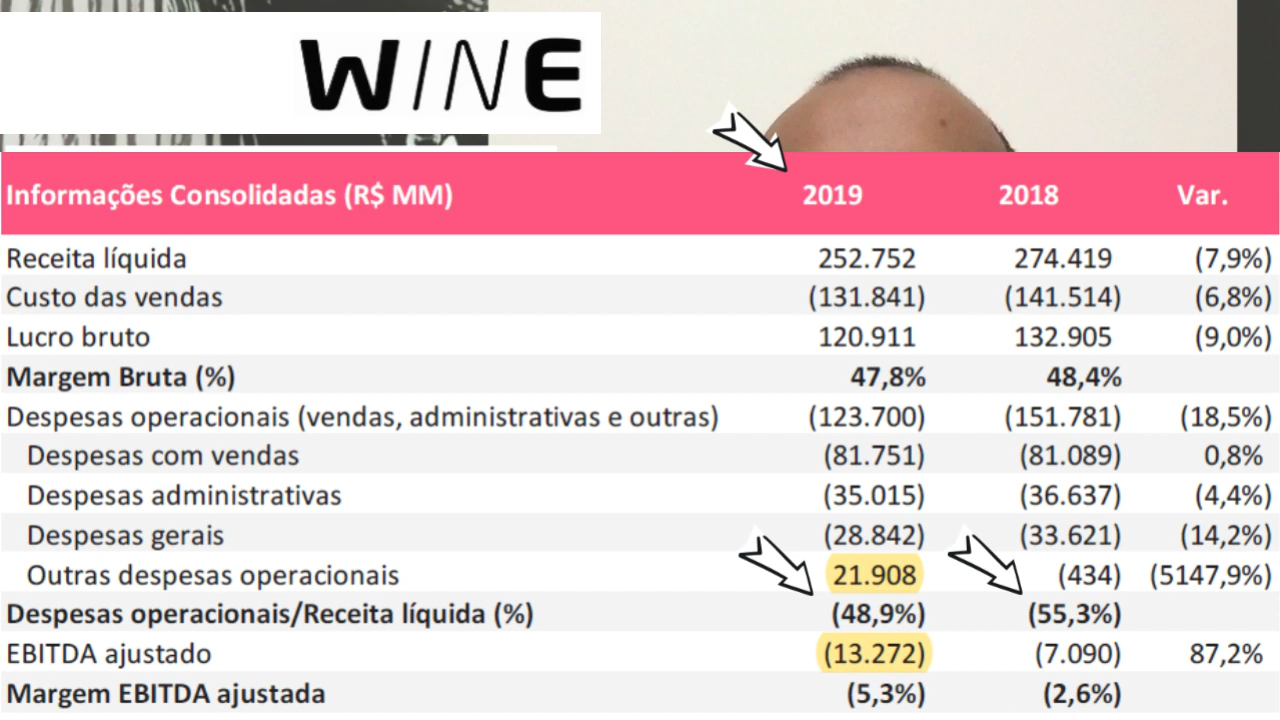 WINE
Informações Consolidadas (R$ MM) 2019 2018 Var.
Receita líquida 252.752 274.419 (7,9%)
Custo das vendas (131.841) (141.514) (6,8%)
Lucro bruto 120.911 132.905 (9,0%)
Margem Bruta (%) 47,8% 48,4%
Despesas operacionais (vendas, administrativas e outras) (123.700) (151.781) (18,5%)
Despesas com vendas (81.751) (81.089) 0,8%
Despesas administrativas (35.015) (36.637) (4,4%)
Despesas gerais (28.842) (33.621) (14,2%)
Outras despesas operacionais 21.908 (434) (5147,9%)
Despesas operacionais/Receita líquida (%) (48,9%) (55,3%)
EBITDA ajustado (13.272) (7.090) 87,2%
Margem EBITDA ajustada (5,3%) (2,6%)